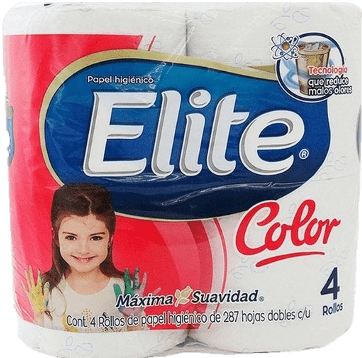 Papel higiénico
Elite®
Tecnología
que reduce
malos olores
Color
Máxima Suavidad®
4
Rollos
Cont. 4 Rollos de papel higiénico de 287 hojas dobles c/u